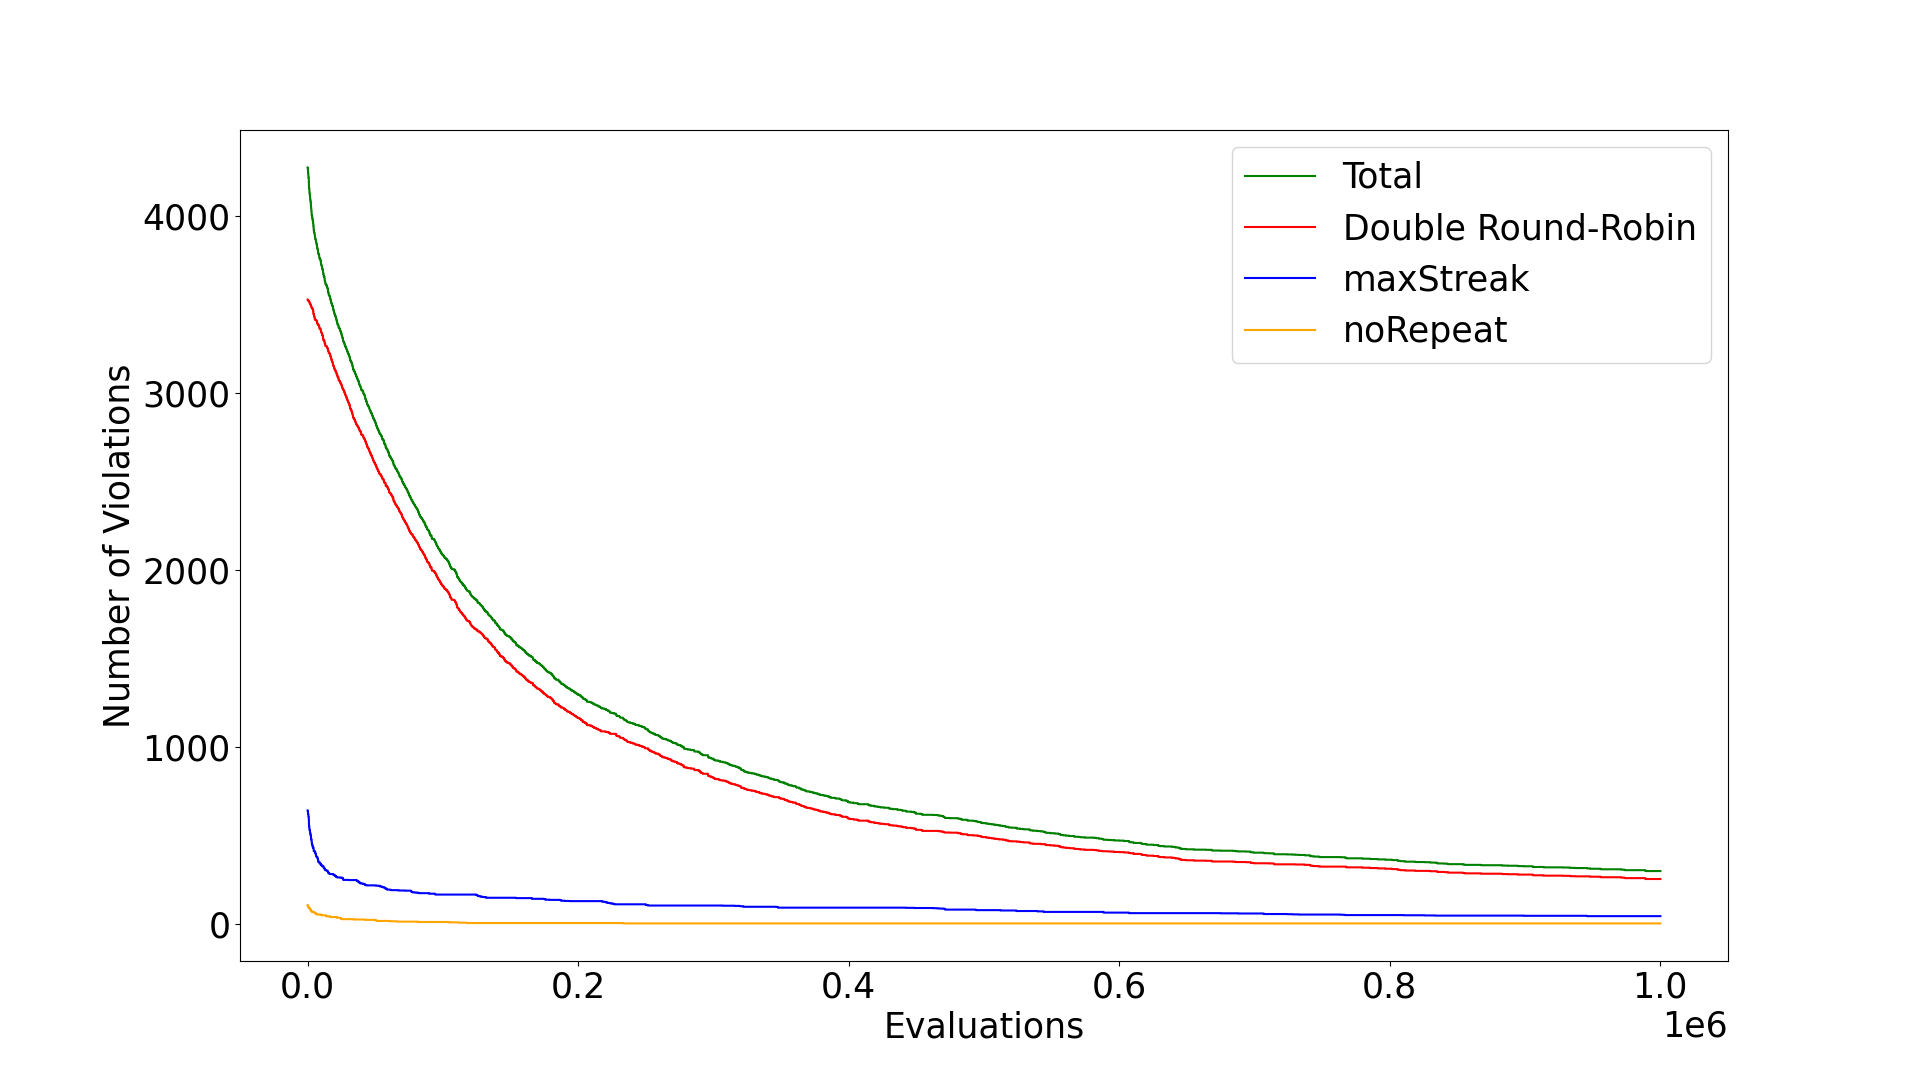 Total
Double Round-Robin
maxStreak
noRepeat
Number of Violations
4000
3000
2000
1000
0
0.0 0.2 0.4 0.6 0.8 1.0
Evaluations
1e6